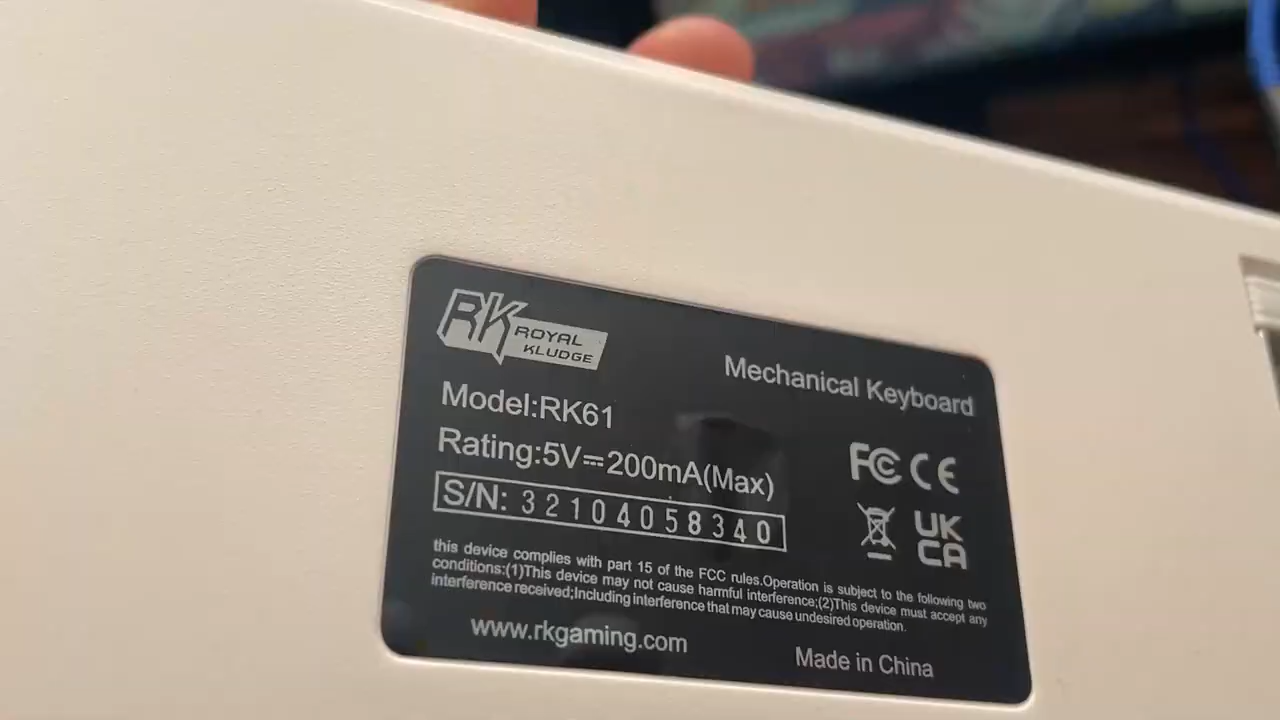 RK ROYAL
KLUDGE
Mechanical Keyboard
Model:RK61
Rating:5V⎓200mA(Max)
S/N: 32104058340
FC CE
UK
CA
this device complies with part 15 of the FCC rules.Operation is subject to the following two
conditions:(1)This device may not cause harmful interference;(2)This device must accept any
interference received;Including interference that may cause undesired operation.
www.rkgaming.com
Made in China